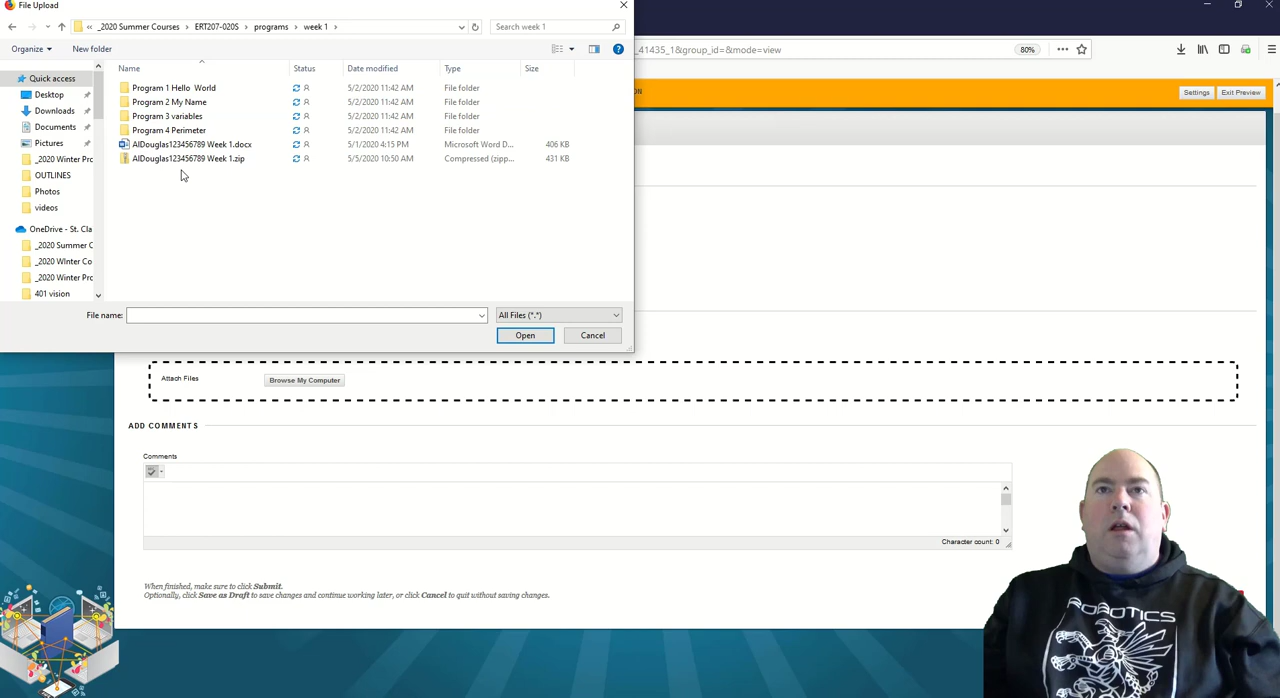 File Upload
« _2020 Summer Courses › ERT207-020S › programs › week 1 ›
Search week 1
_41435_1&group_id=&mode=view
80%
Organize
New folder
Name
Status
Date modified
Type
Size
Quick access
Desktop
Downloads
Documents
Pictures
_2020 Winter Prc
OUTLINES
Photos
videos
OneDrive - St. Cla
_2020 Summer C
_2020 WInter Co
_2020 Winter Prc
401 vision
Program 1 Hello World 5/2/2020 11:42 AM File folder
Program 2 My Name 5/2/2020 11:42 AM File folder
Program 3 variables 5/2/2020 11:42 AM File folder
Program 4 Perimeter 5/2/2020 11:42 AM File folder
AlDouglas123456789 Week 1.docx 5/1/2020 4:15 PM Microsoft Word D... 406 KB
AlDouglas123456789 Week 1.zip 5/5/2020 10:50 AM Compressed (zipp... 431 KB
ON
Settings
Exit Preview
File name:
All Files (*.*)
Open
Cancel
Attach Files
Browse My Computer
ADD COMMENTS
Comments
Character count: 0
When finished, make sure to click Submit.
Optionally, click Save as Draft to save changes and continue working later, or click Cancel to quit without saving changes.
ROBOTICS